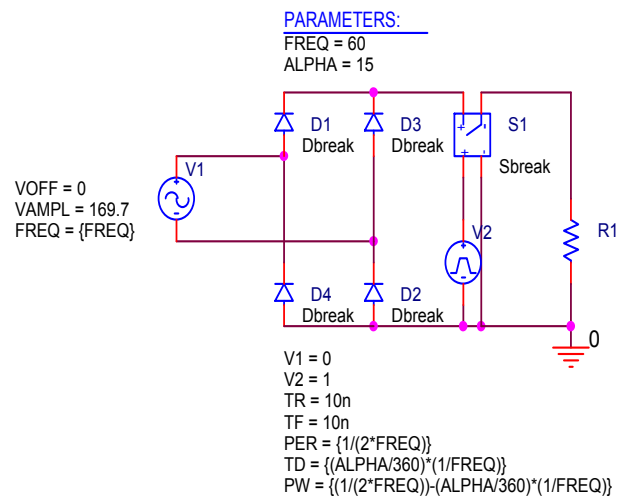 PARAMETERS:
FREQ = 60
ALPHA = 15
D1
Dbreak
D3
Dbreak
+
-
+
-
S1
Sbreak
V1
+
-
VOFF = 0
VAMPL = 169.7
FREQ = {FREQ}
V2
+
-
R1
D4
Dbreak
D2
Dbreak
0
V1 = 0
V2 = 1
TR = 10n
TF = 10n
PER = {1/(2*FREQ)}
TD = {(ALPHA/360)*(1/FREQ)}
PW = {(1/(2*FREQ))-(ALPHA/360)*(1/FREQ)}